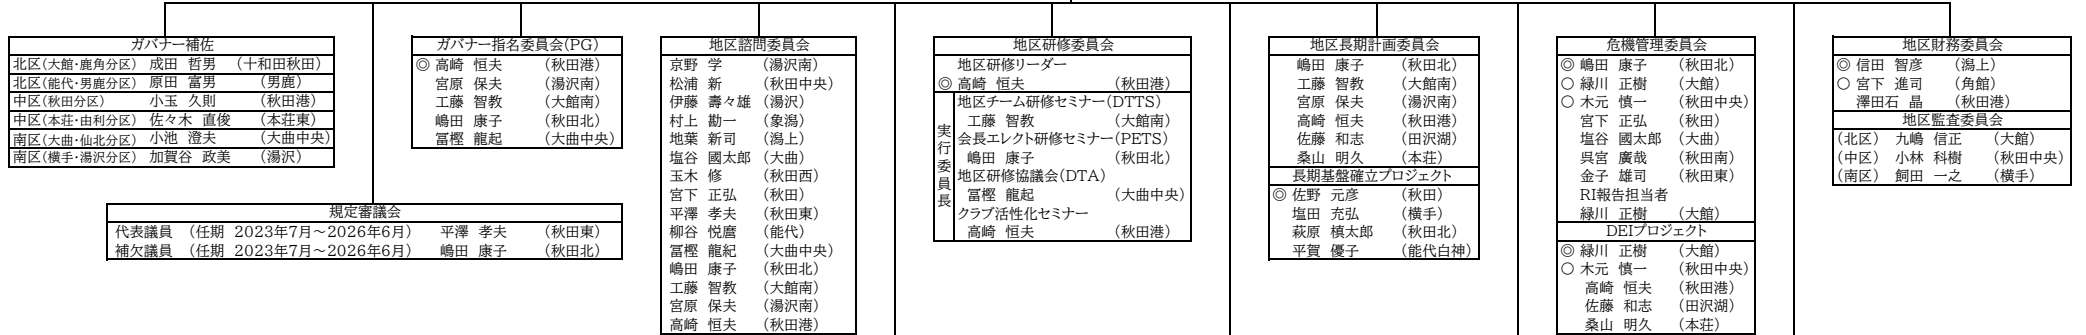 ガバナー補佐
北区(大館・鹿角分区) 成田 哲男 (十和田秋田)
北区(能代・男鹿分区) 原田 富男 (男鹿)
中区(秋田分区) 小玉 久則 (秋田港)
中区(本荘・由利分区) 佐々木 直俊 (本荘東)
南区(大曲・仙北分区) 小池 澄夫 (大曲中央)
南区(横手・湯沢分区) 加賀谷 政美 (湯沢)
規定審議会
代表議員 (任期 2023年7月～2026年6月) 平澤 孝夫 (秋田東)
補欠議員 (任期 2023年7月～2026年6月) 嶋田 康子 (秋田北)
ガバナー指名委員会(PG)
◎ 高崎 恒夫 (秋田港)
宮原 保夫 (湯沢南)
工藤 智教 (大館南)
嶋田 康子 (秋田北)
冨樫 龍起 (大曲中央)
地区諮問委員会
京野 学 (湯沢南)
松浦 新 (秋田中央)
伊藤 壽々雄 (湯沢)
村上 勘一 (象潟)
地葉 新司 (潟上)
塩谷 國太郎 (大曲)
玉木 修 (秋田西)
宮下 正弘 (秋田)
平澤 孝夫 (秋田東)
柳谷 悦麿 (能代)
冨樫 龍紀 (大曲中央)
嶋田 康子 (秋田北)
工藤 智教 (大館南)
宮原 保夫 (湯沢南)
高崎 恒夫 (秋田港)
地区研修委員会
地区研修リーダー
◎ 高崎 恒夫 (秋田港)
実行委員長
地区チーム研修セミナー(DTTS)
工藤 智教 (大館南)
会長エレクト研修セミナー(PETS)
嶋田 康子 (秋田北)
地区研修協議会(DTA)
冨樫 龍起 (大曲中央)
クラブ活性化セミナー
高崎 恒夫 (秋田港)
地区長期計画委員会
嶋田 康子 (秋田北)
工藤 智教 (大館南)
宮原 保夫 (湯沢南)
高崎 恒夫 (秋田港)
佐藤 和志 (田沢湖)
桑山 明久 (本荘)
長期基盤確立プロジェクト
◎ 佐野 元彦 (秋田)
塩田 充弘 (横手)
萩原 槙太郎 (秋田北)
平賀 優子 (能代白神)
危機管理委員会
◎ 嶋田 康子 (秋田北)
○ 緑川 正樹 (大館)
○ 木元 慎一 (秋田中央)
宮下 正弘 (秋田)
塩谷 國太郎 (大曲)
呉宮 廣哉 (秋田南)
金子 雄司 (秋田東)
RI報告担当者
緑川 正樹 (大館)
DEIプロジェクト
◎ 緑川 正樹 (大館)
○ 木元 慎一 (秋田中央)
高崎 恒夫 (秋田港)
佐藤 和志 (田沢湖)
桑山 明久 (本荘)
地区財務委員会
◎ 信田 智彦 (潟上)
○ 宮下 進司 (角館)
澤田石 晶 (秋田港)
地区監査委員会
(北区) 九嶋 信正 (大館)
(中区) 小林 科樹 (秋田中央)
(南区) 飼田 一之 (横手)